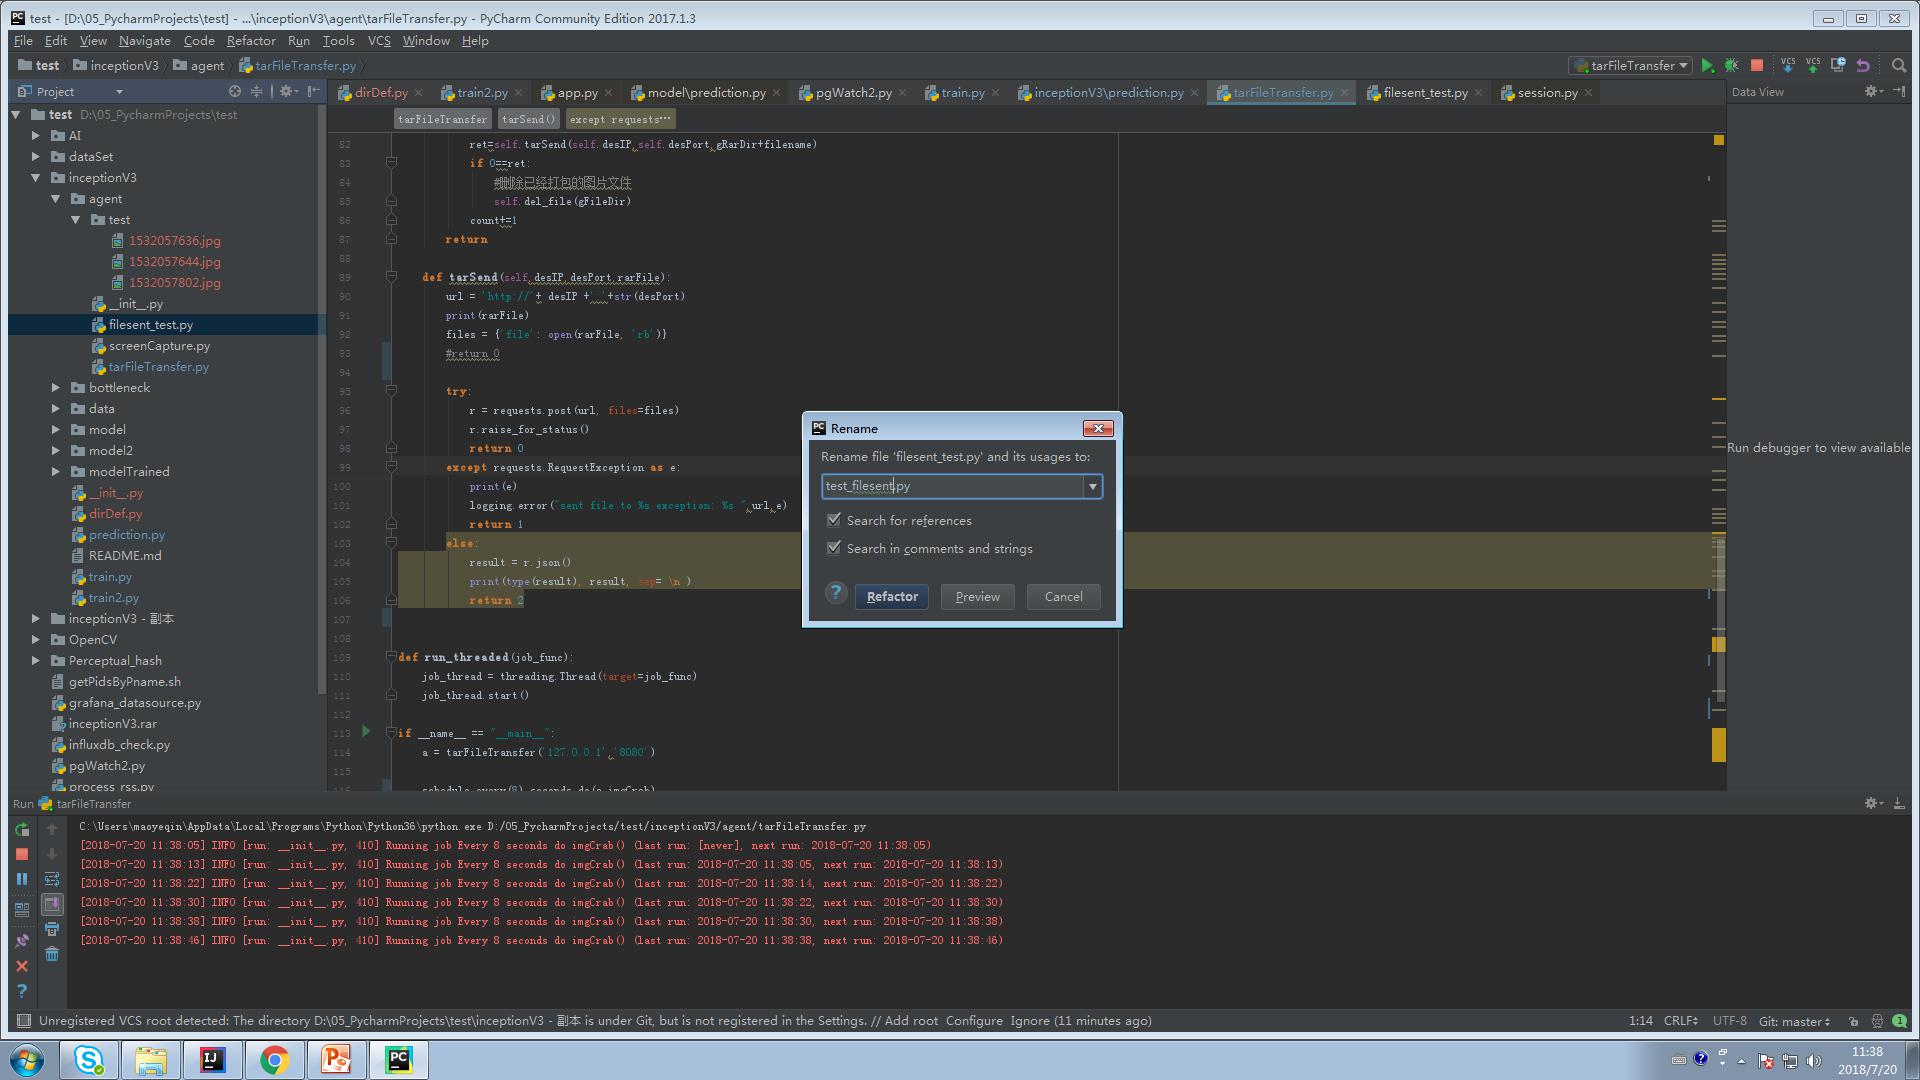 test - [D:\05_PycharmProjects\test] - ...\inceptionV3\agent\tarFileTransfer.py - PyCharm Community Edition 2017.1.3
File Edit View Navigate Code Refactor Run Tools VCS Window Help
test inceptionV3 agent tarFileTransfer.py
tarFileTransfer
VCS VCS
Project
dirDef.py train2.py app.py model\prediction.py pgWatch2.py train.py inceptionV3\prediction.py tarFileTransfer.py filesent_test.py session.py
Data View
tarFileTransfer tarSend() except requests···
test D:\05_PycharmProjects\test
AI
dataSet
inceptionV3
agent
test
1532057636.jpg
1532057644.jpg
1532057802.jpg
__init__.py
filesent_test.py
screenCapture.py
tarFileTransfer.py
bottleneck
data
model
model2
modelTrained
__init__.py
dirDef.py
prediction.py
README.md
train.py
train2.py
inceptionV3 - 副本
OpenCV
Perceptual_hash
getPidsByPname.sh
grafana_datasource.py
inceptionV3.rar
influxdb_check.py
pgWatch2.py
process_rss.py
82 ret=self.tarSend(self.desIP,self.desPort,gRarDir+filename)
83 if 0==ret:
84 #删除已经打包的图片文件
85 self.del_file(gFileDir)
86 count+=1
87 return
88
89 def tarSend(self,desIP,desPort,rarFile):
90 url = 'http://'+ desIP +':'+str(desPort)
91 print(rarFile)
92 files = {'file': open(rarFile, 'rb')}
93 #return 0
94
95 try:
96 r = requests.post(url, files=files)
97 r.raise_for_status()
98 return 0
99 except requests.RequestException as e:
100 print(e)
101 logging.error("sent file to %s exception: %s ",url,e)
102 return 1
103 else:
104 result = r.json()
105 print(type(result), result, sep='\n')
106 return 2
107
108
109 def run_threaded(job_func):
110 job_thread = threading.Thread(target=job_func)
111 job_thread.start()
112
113 if __name__ == "__main__":
114 a = tarFileTransfer('127.0.0.1','8080')
115
116 schedule.every(8).seconds.do(a.imgCrab)
Run debugger to view available
Rename
Rename file 'filesent_test.py' and its usages to:
test_filesent.py
Search for references
Search in comments and strings
? Refactor Preview Cancel
Run tarFileTransfer
C:\Users\maoyeqin\AppData\Local\Programs\Python\Python36\python.exe D:/05_PycharmProjects/test/inceptionV3/agent/tarFileTransfer.py
[2018-07-20 11:38:05] INFO [run: __init__.py, 410] Running job Every 8 seconds do imgCrab() (last run: [never], next run: 2018-07-20 11:38:05)
[2018-07-20 11:38:13] INFO [run: __init__.py, 410] Running job Every 8 seconds do imgCrab() (last run: 2018-07-20 11:38:05, next run: 2018-07-20 11:38:13)
[2018-07-20 11:38:22] INFO [run: __init__.py, 410] Running job Every 8 seconds do imgCrab() (last run: 2018-07-20 11:38:14, next run: 2018-07-20 11:38:22)
[2018-07-20 11:38:30] INFO [run: __init__.py, 410] Running job Every 8 seconds do imgCrab() (last run: 2018-07-20 11:38:22, next run: 2018-07-20 11:38:30)
[2018-07-20 11:38:38] INFO [run: __init__.py, 410] Running job Every 8 seconds do imgCrab() (last run: 2018-07-20 11:38:30, next run: 2018-07-20 11:38:38)
[2018-07-20 11:38:46] INFO [run: __init__.py, 410] Running job Every 8 seconds do imgCrab() (last run: 2018-07-20 11:38:38, next run: 2018-07-20 11:38:46)
Unregistered VCS root detected: The directory D:\05_PycharmProjects\test\inceptionV3 - 副本 is under Git, but is not registered in the Settings. // Add root Configure Ignore (11 minutes ago)
1:14 CRLF UTF-8 Git: master 1
11:38
2018/7/20